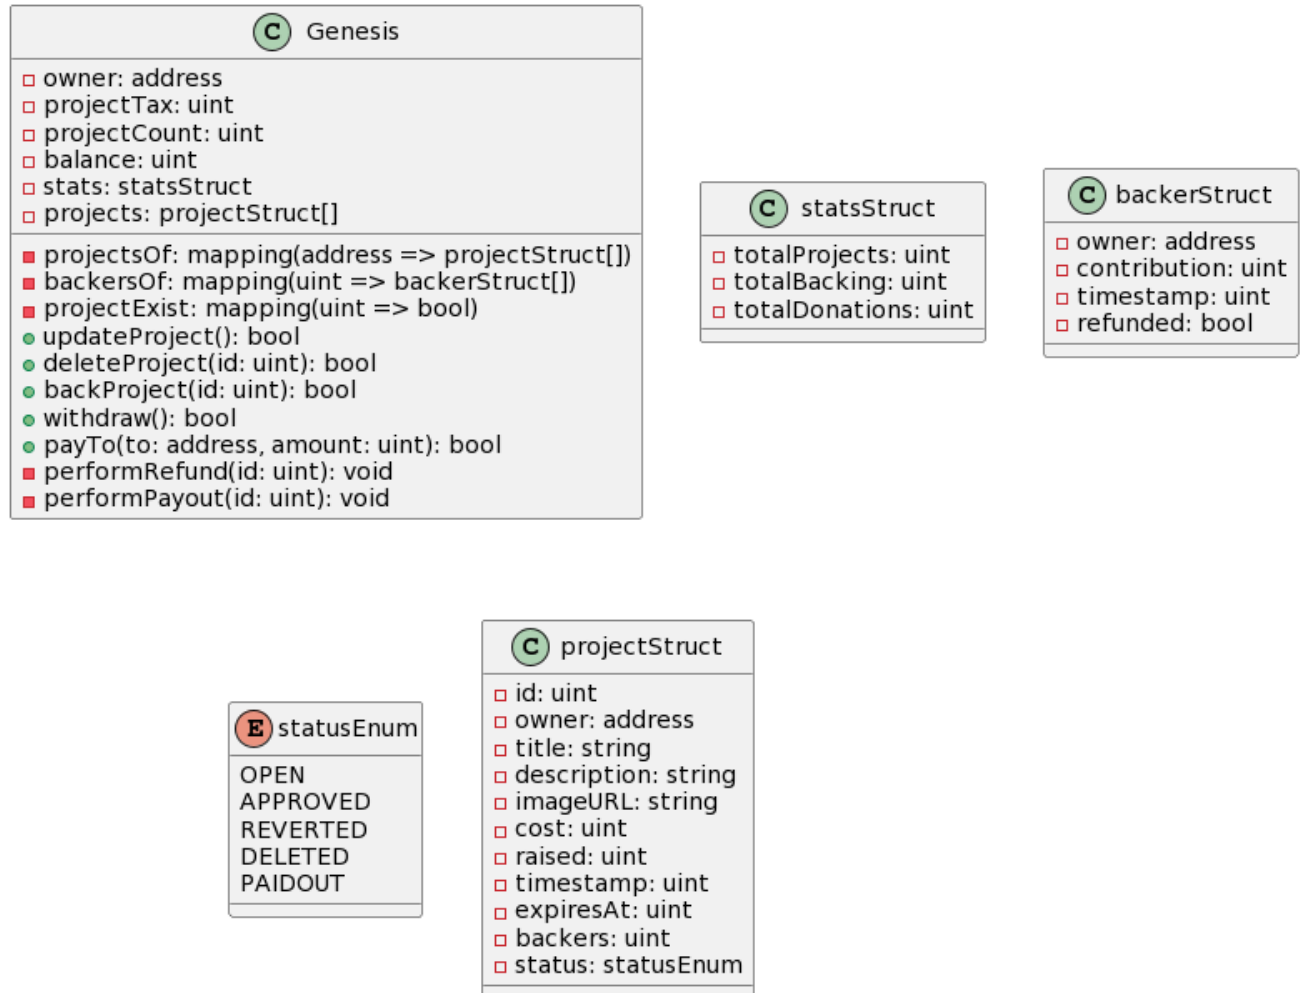 C Genesis
owner: address
projectTax: uint
projectCount: uint
balance: uint
stats: statsStruct
projects: projectStruct[]
projectsOf: mapping(address => projectStruct[])
backersOf: mapping(uint => backerStruct[])
projectExist: mapping(uint => bool)
updateProject(): bool
deleteProject(id: uint): bool
backProject(id: uint): bool
withdraw(): bool
payTo(to: address, amount: uint): bool
performRefund(id: uint): void
performPayout(id: uint): void
C statsStruct
totalProjects: uint
totalBacking: uint
totalDonations: uint
C backerStruct
owner: address
contribution: uint
timestamp: uint
refunded: bool
E statusEnum
OPEN
APPROVED
REVERTED
DELETED
PAIDOUT
C projectStruct
id: uint
owner: address
title: string
description: string
imageURL: string
cost: uint
raised: uint
timestamp: uint
expiresAt: uint
backers: uint
status: statusEnum